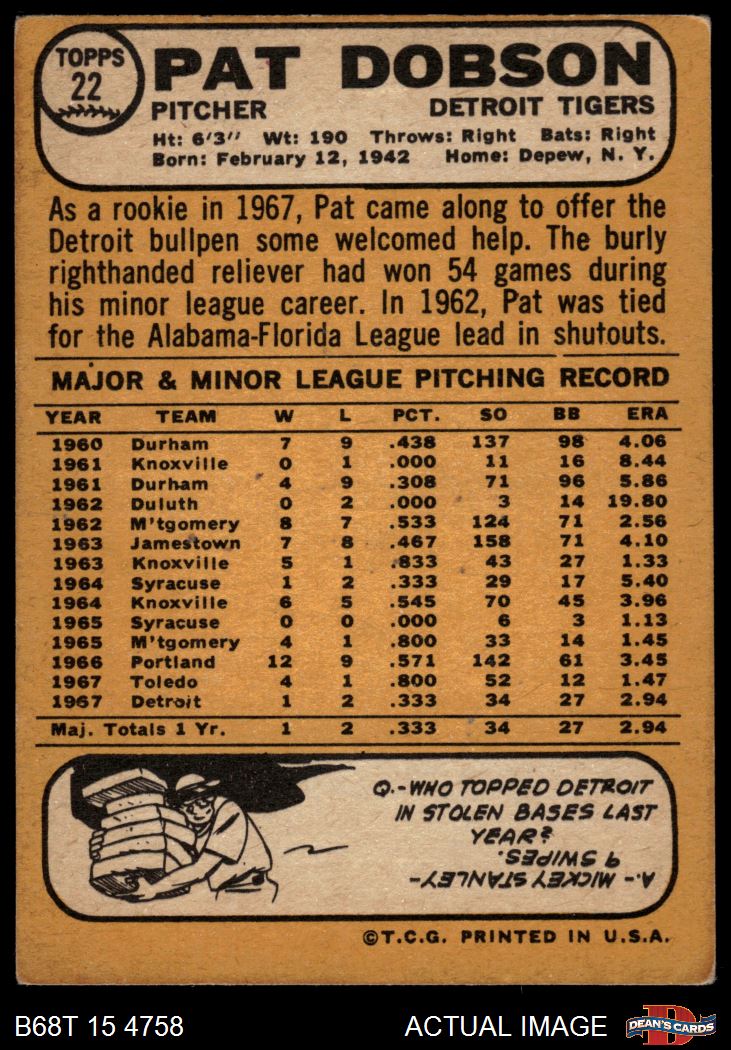 TOPPS
22
PAT DOBSON
PITCHER DETROIT TIGERS
Ht: 6'3" Wt: 190 Throws: Right Bats: Right
Born: February 12, 1942 Home: Depew, N. Y.
As a rookie in 1967, Pat came along to offer the
Detroit bullpen some welcomed help. The burly
righthanded reliever had won 54 games during
his minor league career. In 1962, Pat was tied
for the Alabama-Florida League lead in shutouts.
MAJOR & MINOR LEAGUE PITCHING RECORD
YEAR TEAM W L PCT. SO BB ERA
1960 Durham 7 9 .438 137 98 4.06
1961 Knoxville 0 1 .000 11 16 8.44
1961 Durham 4 9 .308 71 96 5.86
1962 Duluth 0 2 .000 3 14 19.80
1962 M'tgomery 8 7 .533 124 71 2.56
1963 Jamestown 7 8 .467 158 71 4.10
1963 Knoxville 5 1 .833 43 27 1.33
1964 Syracuse 1 2 .333 29 17 5.40
1964 Knoxville 6 5 .545 70 45 3.96
1965 Syracuse 0 0 .000 6 3 1.13
1965 M'tgomery 4 1 .800 33 14 1.45
1966 Portland 12 9 .571 142 61 3.45
1967 Toledo 4 1 .800 52 12 1.47
1967 Detroit 1 2 .333 34 27 2.94
Maj. Totals 1 Yr. 1 2 .333 34 27 2.94
Q.-WHO TOPPED DETROIT
IN STOLEN BASES LAST
YEAR?
A.- MICKEY STANLEY-
9 SWIPES.
©T.C.G. PRINTED IN U.S.A.
B68T 15 4758 ACTUAL IMAGE
D
DEAN'S CARDS